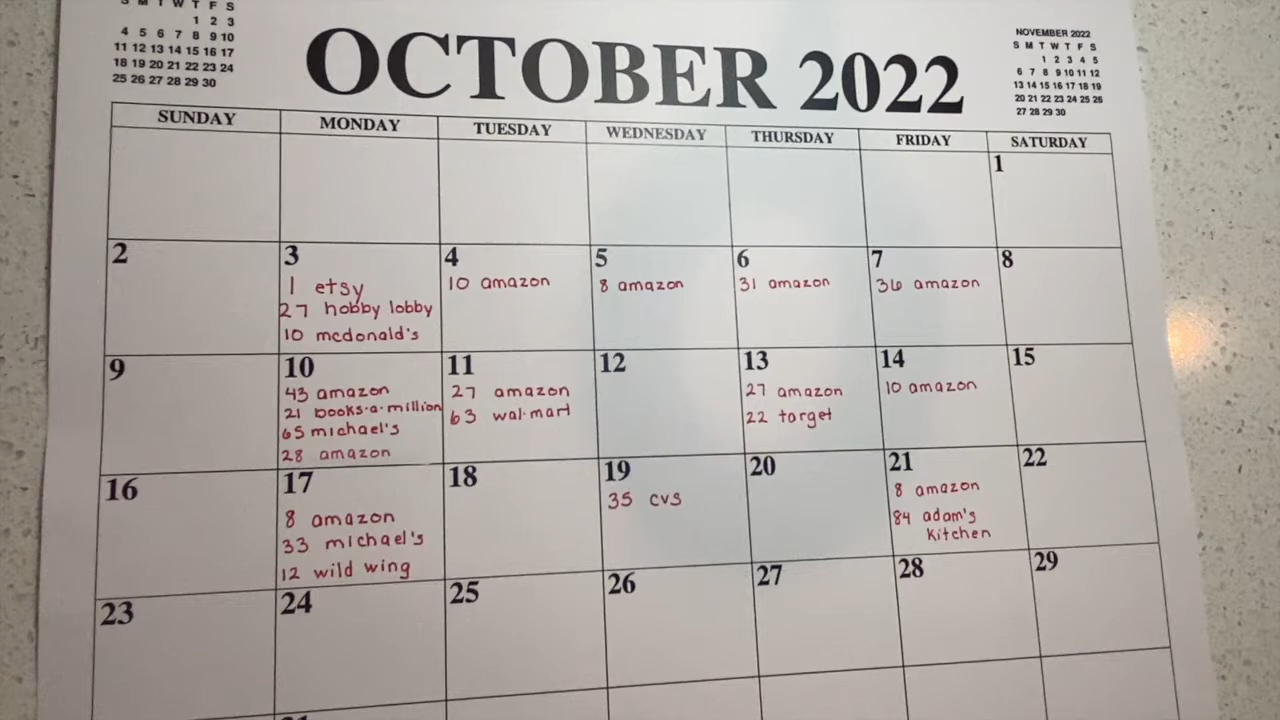 S M T W T F S
1 2 3
4 5 6 7 8 9 10
11 12 13 14 15 16 17
18 19 20 21 22 23 24
25 26 27 28 29 30
OCTOBER 2022
NOVEMBER 2022
S M T W T F S
1 2 3 4 5
6 7 8 9 10 11 12
13 14 15 16 17 18 19
20 21 22 23 24 25 26
27 28 29 30
SUNDAY MONDAY TUESDAY WEDNESDAY THURSDAY FRIDAY SATURDAY
1
2
3
1 etsy
27 hobby lobby
10 mcdonald's
4
10 amazon
5
8 amazon
6
31 amazon
7
36 amazon
8
9
10
43 amazon
21 books-a-million
65 michael's
28 amazon
11
27 amazon
63 wal-mart
12
13
27 amazon
22 target
14
10 amazon
15
16
17
8 amazon
33 michael's
12 wild wing
18
19
35 cvs
20
21
8 amazon
84 adam's
kitchen
22
23
24
25
26
27
28
29